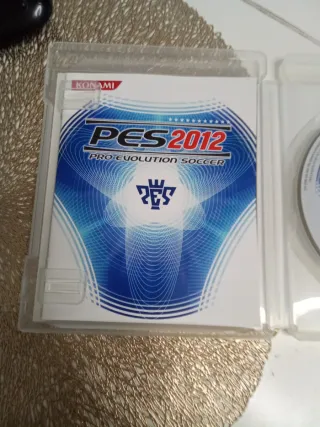 KONAMI
PES2012
PRO EVOLUTION SOCCER
PES